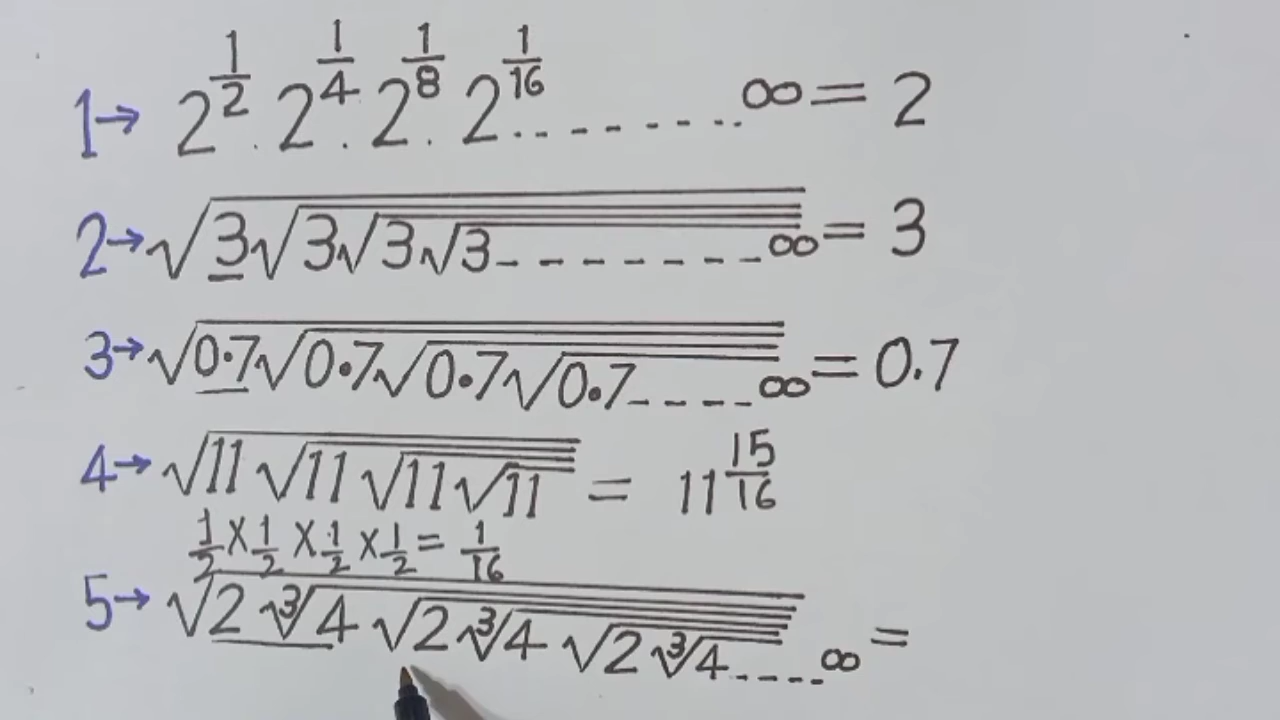 1→ 2^(1/2) . 2^(1/4) . 2^(1/8) . 2^(1/16) ........ ∞ = 2
2→ √3√3√3√3 -------- ∞ = 3
3→ √0.7√0.7√0.7√0.7 ---- ∞ = 0.7
4→ √11√11√11√11 = 11^(15/16)
1/2 × 1/2 × 1/2 × 1/2 = 1/16
5→ √2 ∛4 √2 ∛4 √2 ∛4 ..... ∞ =